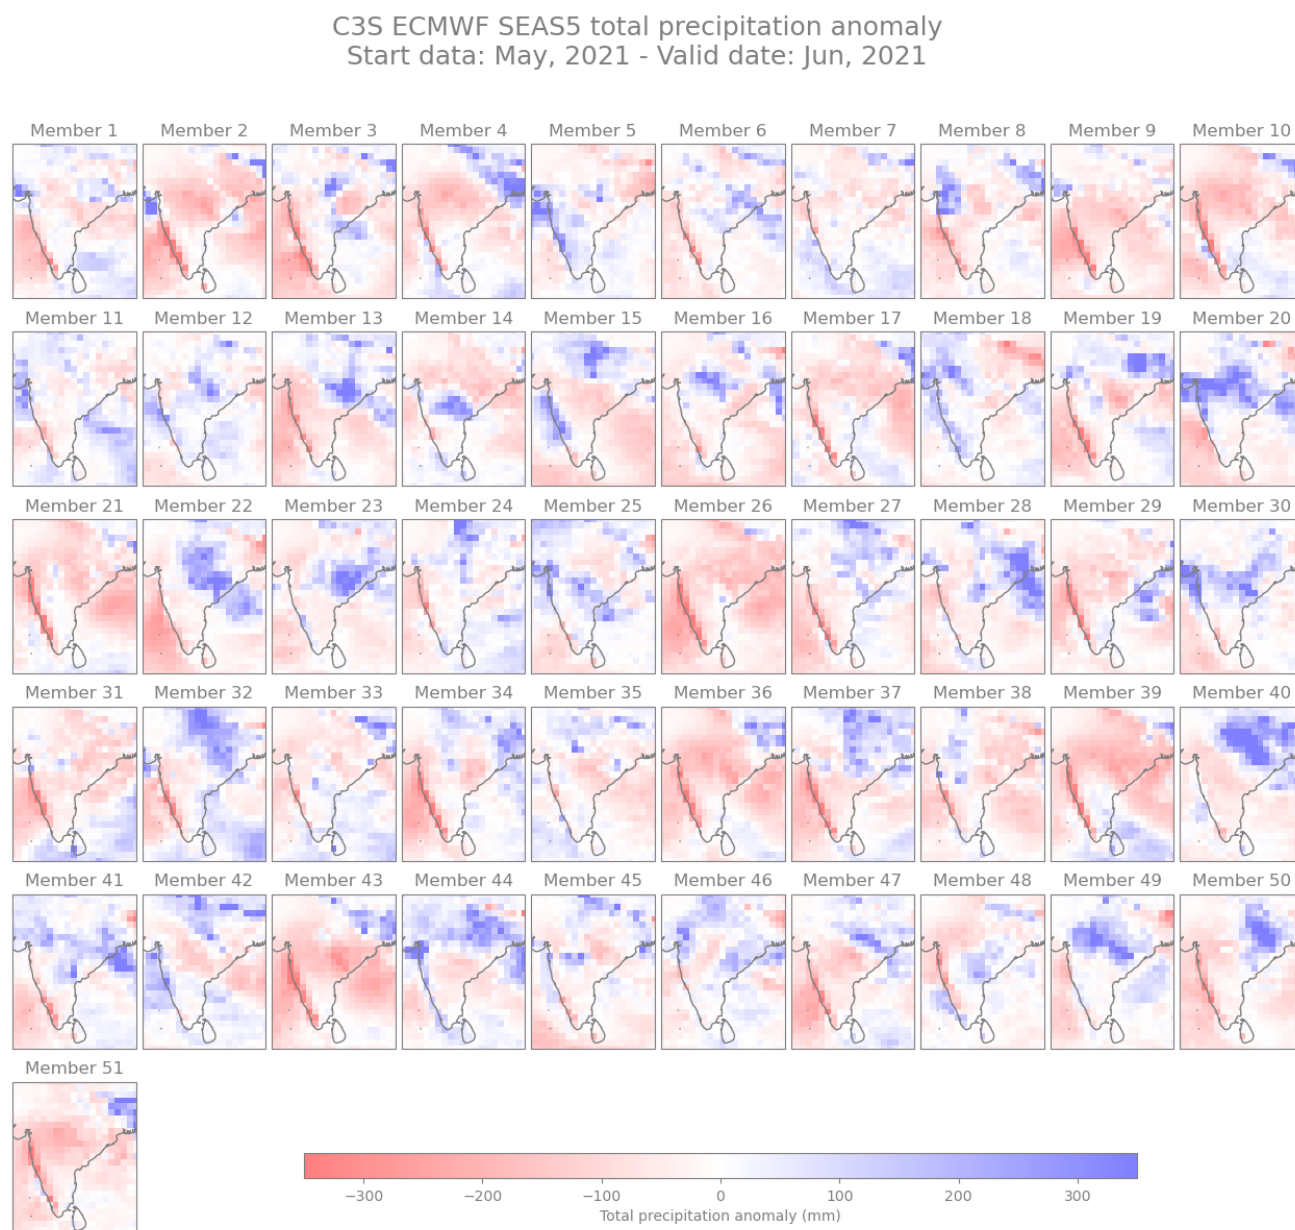 C3S ECMWF SEAS5 total precipitation anomaly
Start data: May, 2021 - Valid date: Jun, 2021
Member 1 Member 2 Member 3 Member 4 Member 5 Member 6 Member 7 Member 8 Member 9 Member 10
Member 11 Member 12 Member 13 Member 14 Member 15 Member 16 Member 17 Member 18 Member 19 Member 20
Member 21 Member 22 Member 23 Member 24 Member 25 Member 26 Member 27 Member 28 Member 29 Member 30
Member 31 Member 32 Member 33 Member 34 Member 35 Member 36 Member 37 Member 38 Member 39 Member 40
Member 41 Member 42 Member 43 Member 44 Member 45 Member 46 Member 47 Member 48 Member 49 Member 50
Member 51
−300 −200 −100 0 100 200 300
Total precipitation anomaly (mm)